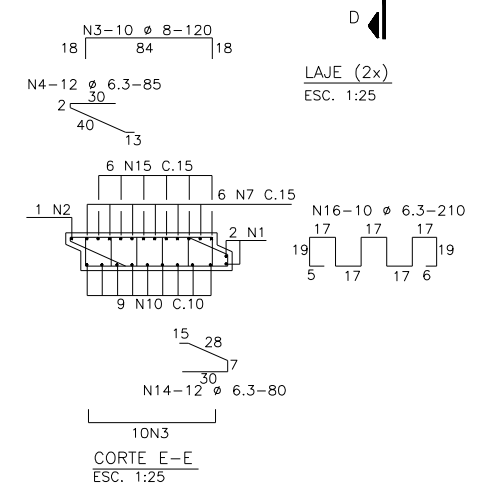 D
N3-10 ø 8-120
18 84 18
LAJE (2x)
ESC. 1:25
N4-12 ø 6.3-85
30
2
40
13
6 N15 C.15
6 N7 C.15
1 N2
N16-10 ø 6.3-210
17 17 17
2 N1
19 19
5 17 17 6
9 N10 C.10
15
28
7
30
N14-12 ø 6.3-80
10N3
CORTE E-E
ESC. 1:25